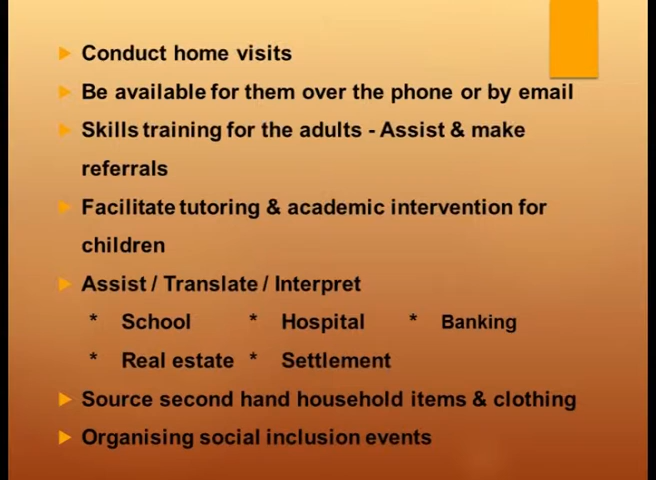 Conduct home visits
Be available for them over the phone or by email
Skills training for the adults - Assist & make
referrals
Facilitate tutoring & academic intervention for
children
Assist / Translate / Interpret
* School * Hospital * Banking
* Real estate * Settlement
Source second hand household items & clothing
Organising social inclusion events